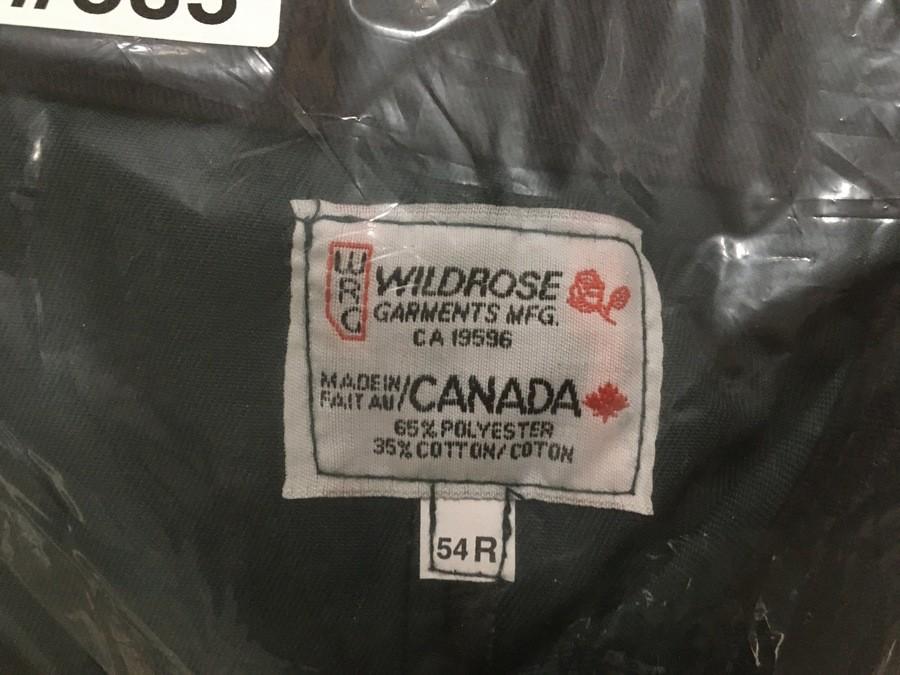 WRG
WILDROSE
GARMENTS MFG.
CA 19596
MADE IN/
FAIT AU/
CANADA
65% POLYESTER
35% COTTON/COTON
54 R